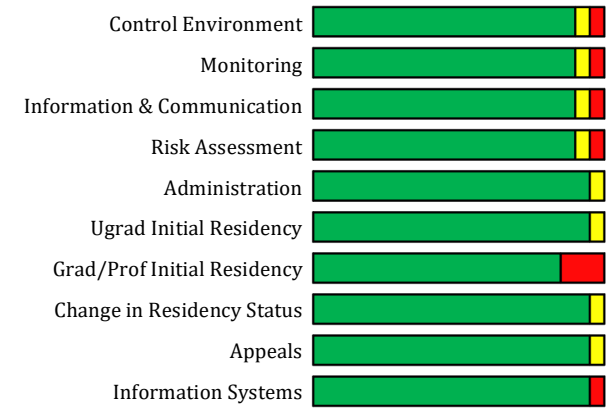 Control Environment
Monitoring
Information & Communication
Risk Assessment
Administration
Ugrad Initial Residency
Grad/Prof Initial Residency
Change in Residency Status
Appeals
Information Systems